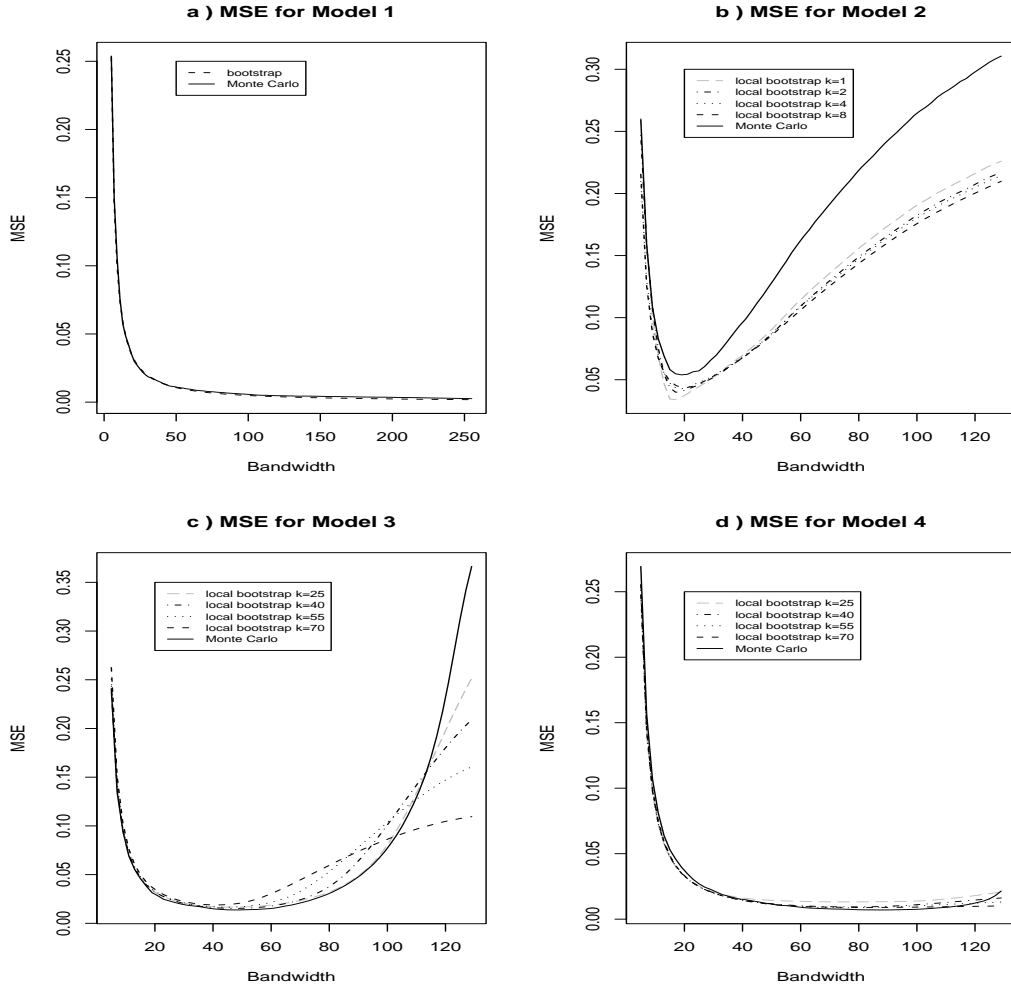 a ) MSE for Model 1
MSE
0.00 0.05 0.10 0.15 0.20 0.25
bootstrap
Monte Carlo
0 50 100 150 200 250
Bandwidth
b ) MSE for Model 2
MSE
0.05 0.10 0.15 0.20 0.25 0.30
local bootstrap k=1
local bootstrap k=2
local bootstrap k=4
local bootstrap k=8
Monte Carlo
20 40 60 80 100 120
Bandwidth
c ) MSE for Model 3
MSE
0.00 0.05 0.10 0.15 0.20 0.25 0.35
local bootstrap k=25
local bootstrap k=40
local bootstrap k=55
local bootstrap k=70
Monte Carlo
20 40 60 80 100 120
Bandwidth
d ) MSE for Model 4
MSE
0.00 0.05 0.10 0.15 0.20 0.25
local bootstrap k=25
local bootstrap k=40
local bootstrap k=55
local bootstrap k=70
Monte Carlo
20 40 60 80 100 120
Bandwidth